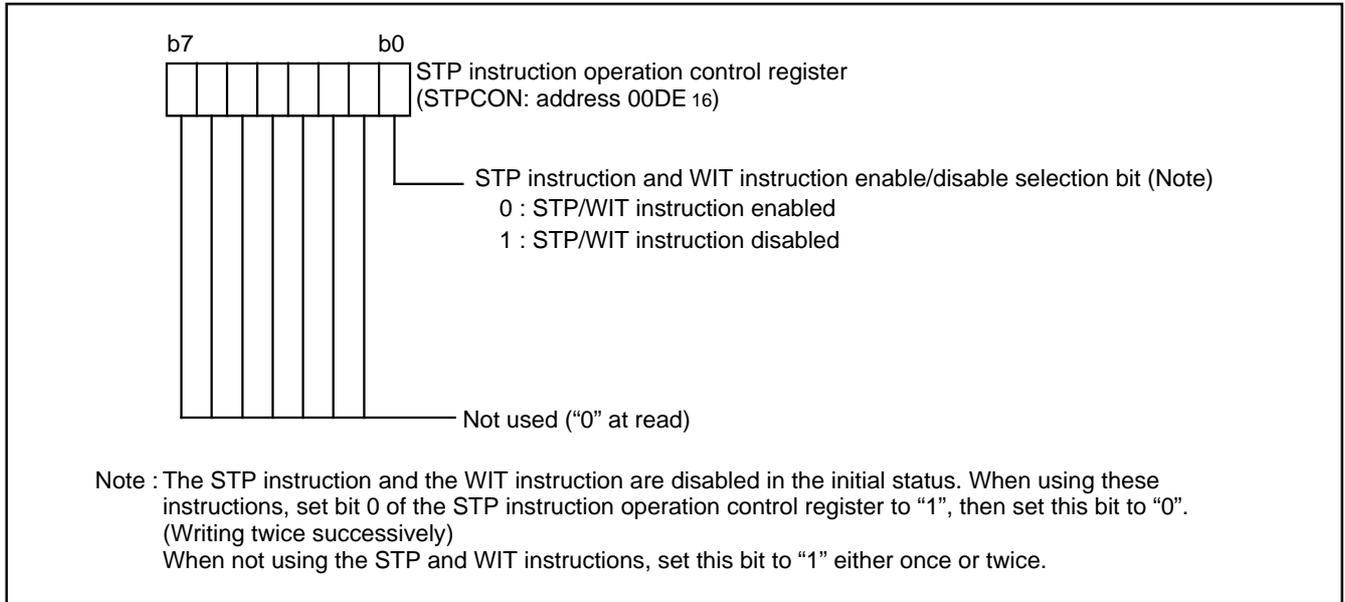 b7 b0
STP instruction operation control register
(STPCON: address 00DE 16)
STP instruction and WIT instruction enable/disable selection bit (Note)
0 : STP/WIT instruction enabled
1 : STP/WIT instruction disabled
Not used (“0” at read)
Note : The STP instruction and the WIT instruction are disabled in the initial status. When using these
instructions, set bit 0 of the STP instruction operation control register to “1”, then set this bit to “0”.
(Writing twice successively)
When not using the STP and WIT instructions, set this bit to “1” either once or twice.